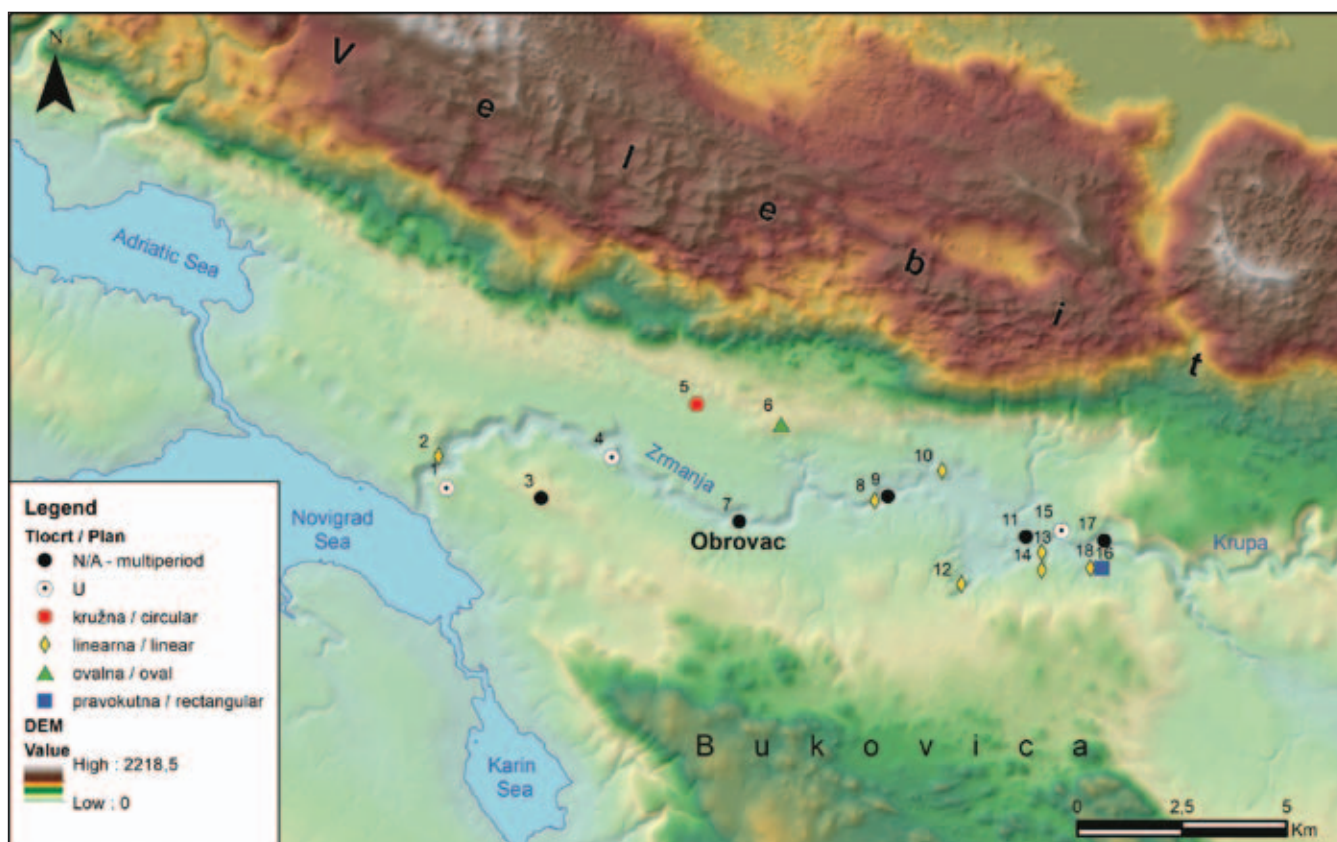 N
V e l e b i t
Adriatic Sea
5
6
2
1
4
Zrmanja
10
3
8 9
7
Obrovac
Novigrad
Sea
11
15
17
13
14
18 16
12
Krupa
Karin
Sea
B u k o v i c a
Legend
Tlocrt / Plan
N/A - multiperiod
U
kružna / circular
linearna / linear
ovalna / oval
pravokutna / rectangular
DEM
Value
High : 2218,5
Low : 0
0 2,5 5
Km